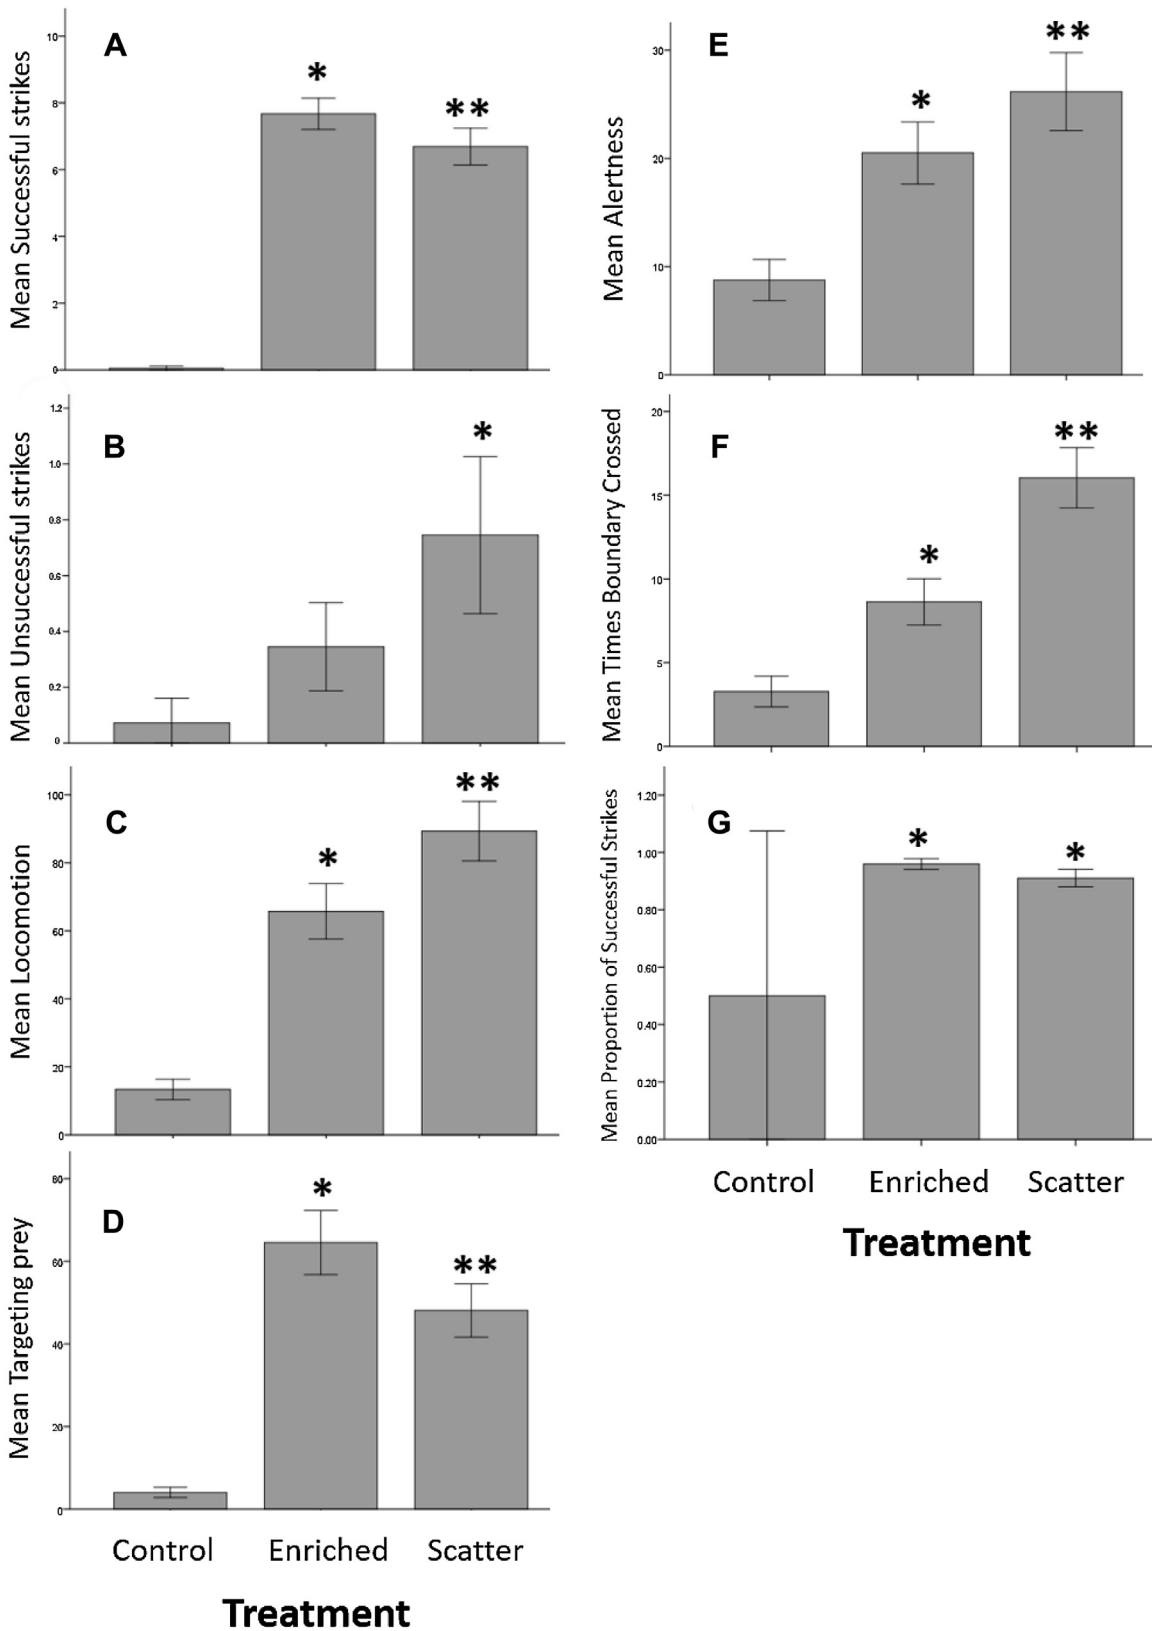 A
Mean Successful strikes
10
8
6
4
2
0
*
**
B
Mean Unsuccessful strikes
1.2
1.0
0.8
0.6
0.4
0.2
0
*
C
Mean Locomotion
100
80
60
40
20
0
*
**
D
Mean Targeting prey
80
60
40
20
0
*
**
Control Enriched Scatter
Treatment
E
Mean Alertness
30
20
10
0
*
**
F
Mean Times Boundary Crossed
20
15
10
5
0
*
**
G
Mean Proportion of Successful Strikes
1.20
1.00
0.80
0.60
0.40
0.20
0.00
*
*
Control Enriched Scatter
Treatment